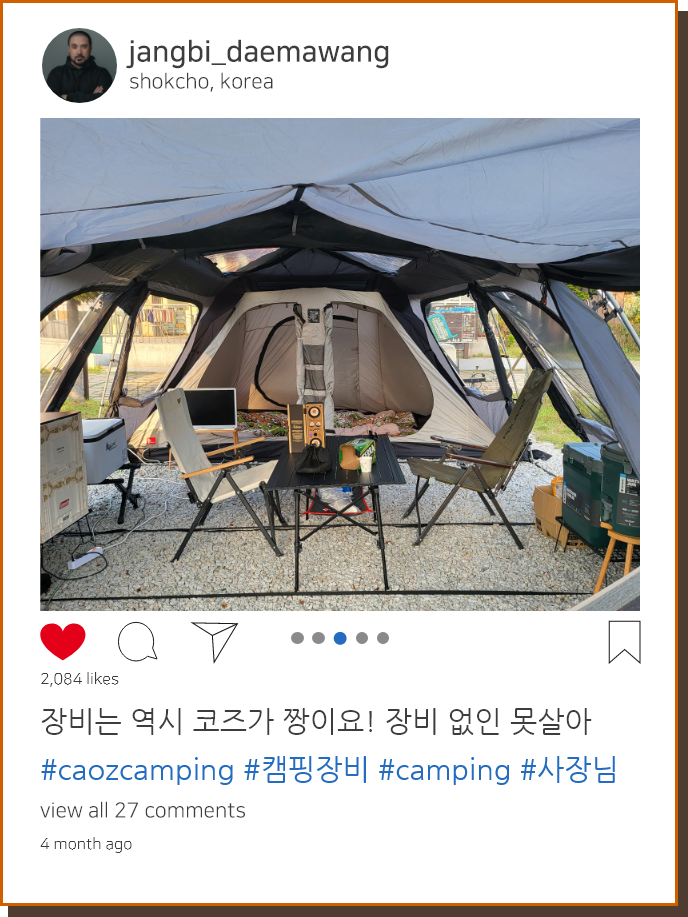 jangbi_daemawang
shokcho, korea
2,084 likes
장비는 역시 코즈가 짱이요! 장비 없인 못살아
#caozcamping #캠핑장비 #camping #사장님
view all 27 comments
4 month ago